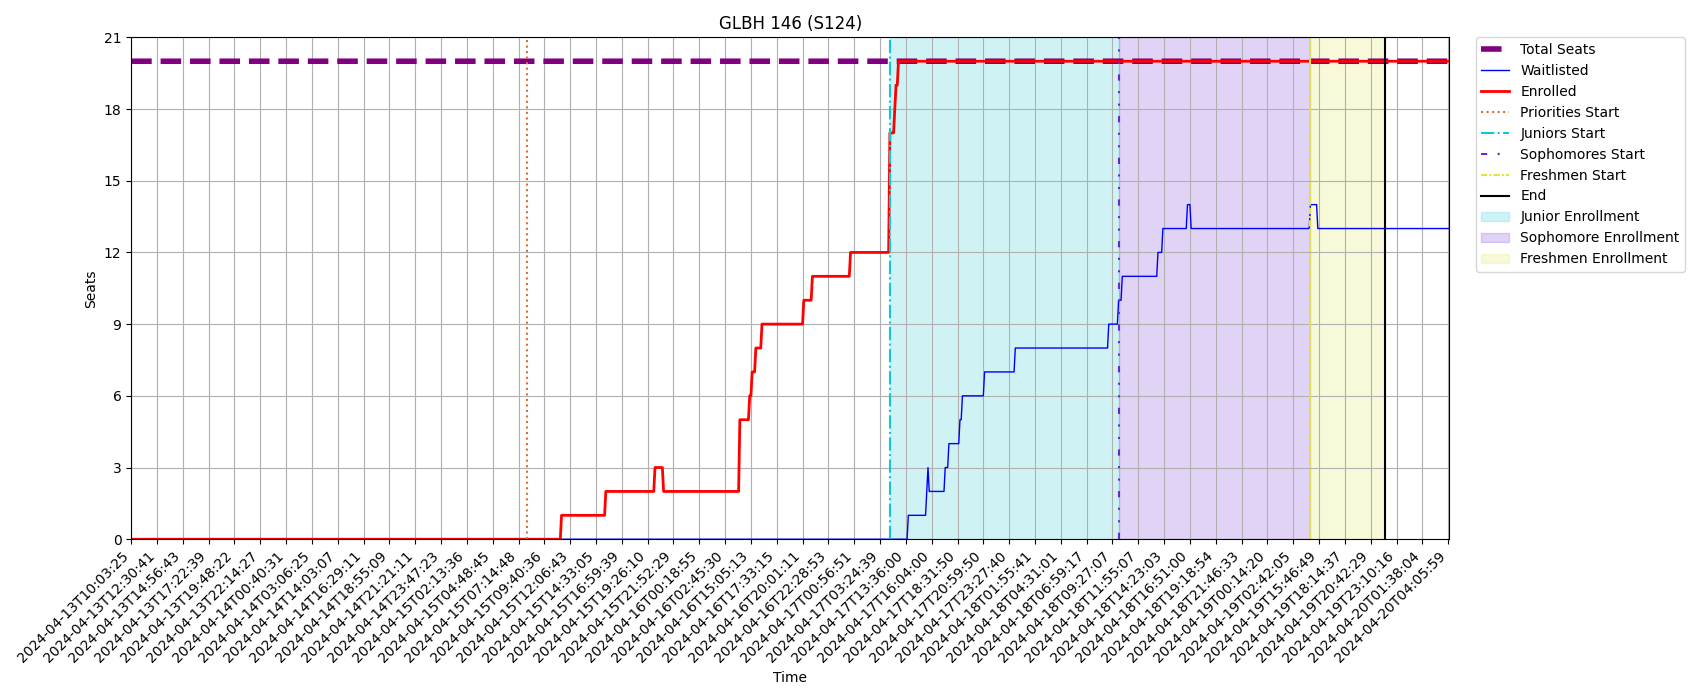 GLBH 146 (S124)
21
18
15
12
9
6
3
0
Seats
2024-04-13T10:03:25
2024-04-13T12:30:41
2024-04-13T14:56:43
2024-04-13T17:22:39
2024-04-13T19:48:22
2024-04-13T22:14:27
2024-04-14T00:40:31
2024-04-14T03:06:25
2024-04-14T14:03:07
2024-04-14T16:29:11
2024-04-14T18:55:09
2024-04-14T21:21:11
2024-04-14T23:47:23
2024-04-15T02:13:36
2024-04-15T04:48:45
2024-04-15T07:14:48
2024-04-15T09:40:36
2024-04-15T12:06:43
2024-04-15T14:33:05
2024-04-15T16:59:39
2024-04-15T19:26:10
2024-04-15T21:52:29
2024-04-16T00:18:55
2024-04-16T02:45:30
2024-04-16T15:05:13
2024-04-16T17:33:15
2024-04-16T20:01:11
2024-04-16T22:28:53
2024-04-17T00:56:51
2024-04-17T03:24:39
2024-04-17T13:36:00
2024-04-17T16:04:00
2024-04-17T18:31:50
2024-04-17T20:59:50
2024-04-17T23:27:40
2024-04-18T01:55:41
2024-04-18T04:31:01
2024-04-18T06:59:17
2024-04-18T09:27:07
2024-04-18T11:55:07
2024-04-18T14:23:03
2024-04-18T16:51:00
2024-04-18T19:18:54
2024-04-18T21:46:33
2024-04-19T00:14:20
2024-04-19T02:42:05
2024-04-19T15:46:49
2024-04-19T18:14:37
2024-04-19T20:42:29
2024-04-19T23:10:16
2024-04-20T01:38:04
2024-04-20T04:05:59
Time
Total Seats
Waitlisted
Enrolled
Priorities Start
Juniors Start
Sophomores Start
Freshmen Start
End
Junior Enrollment
Sophomore Enrollment
Freshmen Enrollment